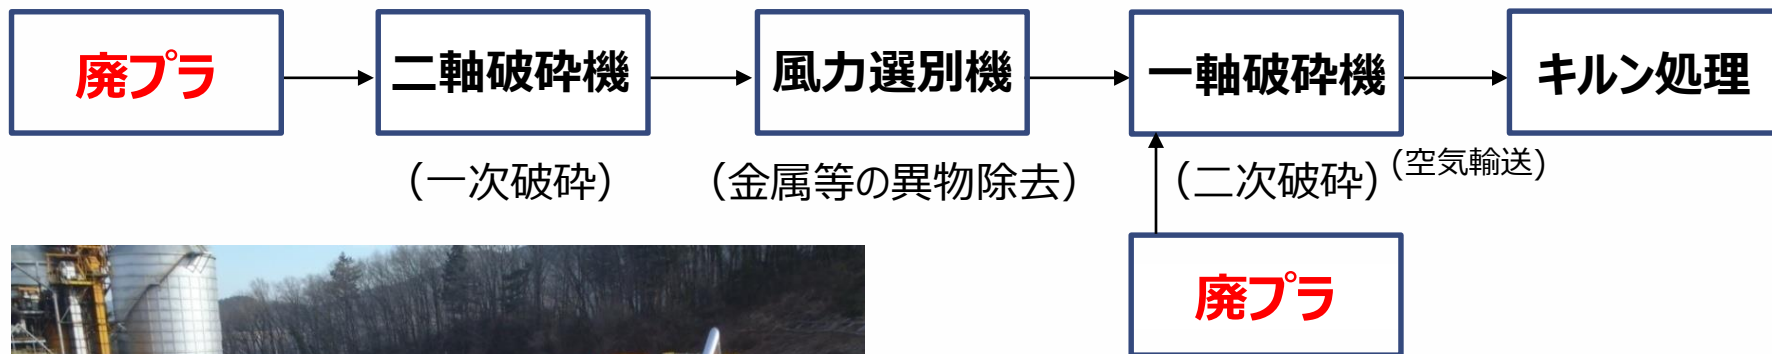 廃プラ
二軸破砕機
風力選別機
一軸破砕機
キルン処理
(一次破砕)
(金属等の異物除去)
(二次破砕)
(空気輸送)
廃プラ